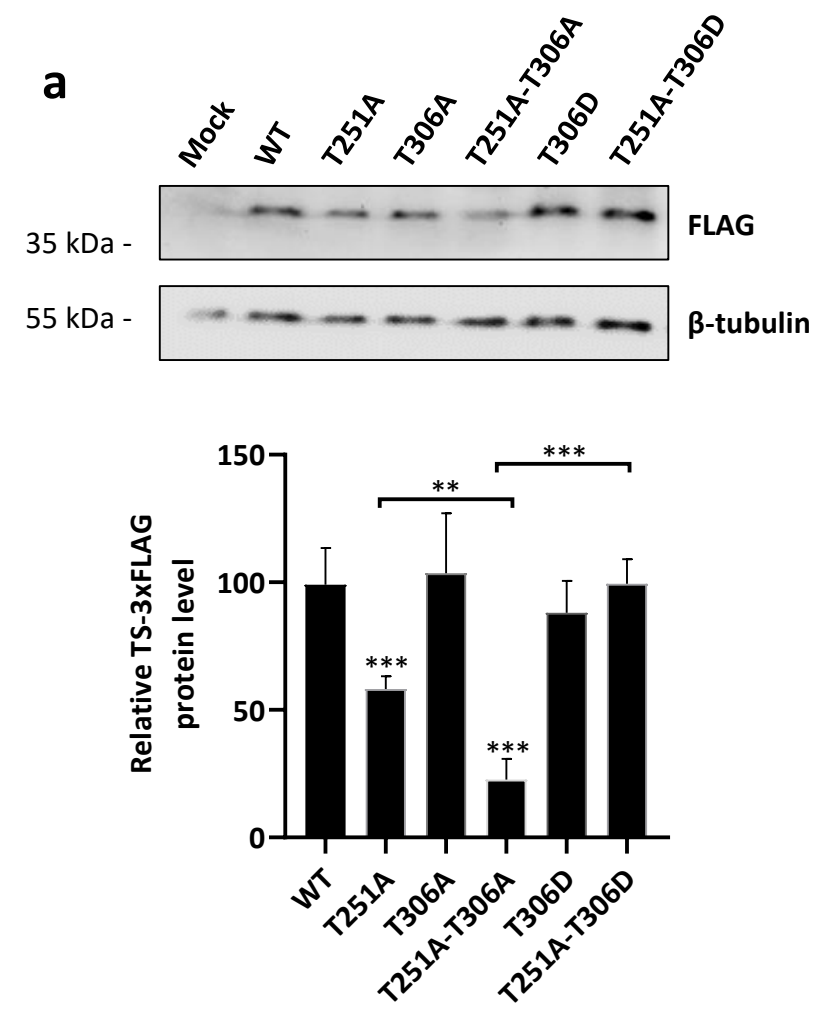 a
Mock
WT
T251A
T306A
T251A-T306A
T306D
T251A-T306D
35 kDa -
FLAG
55 kDa -
β-tubulin
Relative TS-3xFLAG
protein level
150
100
50
0
***
**
***
***
WT
T251A
T306A
T251A-T306A
T306D
T251A-T306D